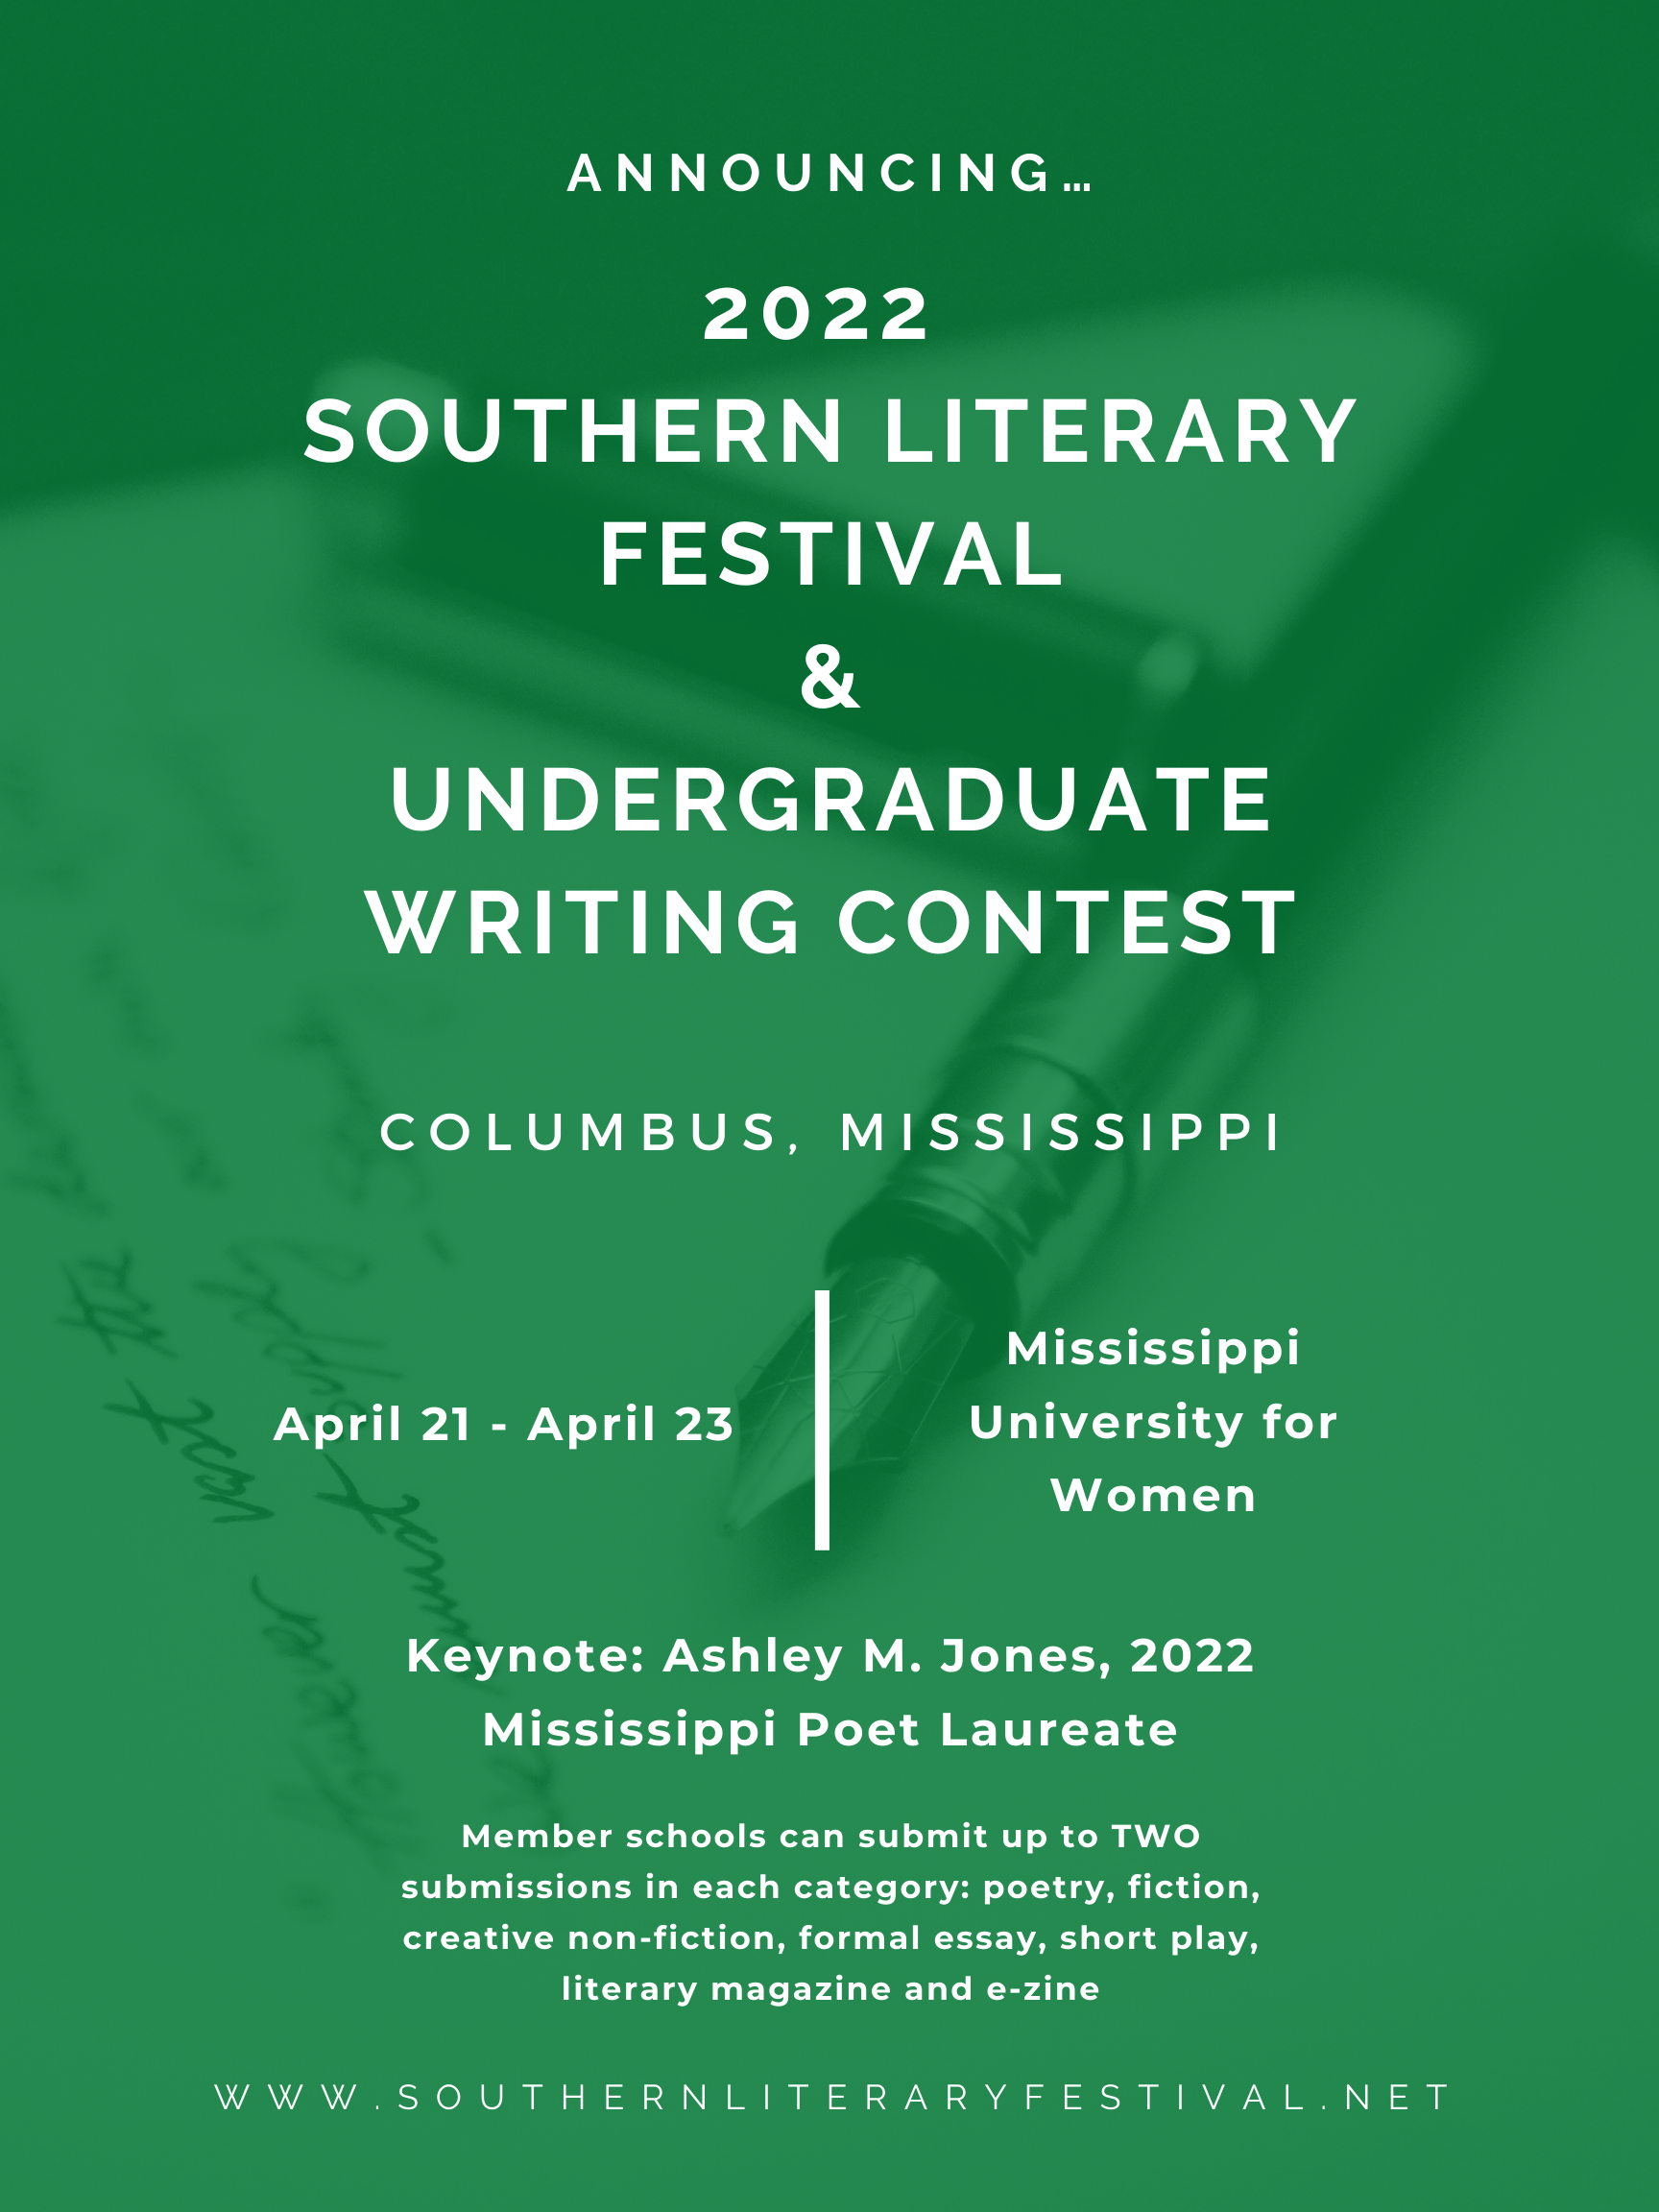 ANNOUNCING...
2022
SOUTHERN LITERARY
FESTIVAL
&
UNDERGRADUATE
WRITING CONTEST
COLUMBUS, MISSISSIPPI
April 21 - April 23
Mississippi
University for
Women
Keynote: Ashley M. Jones, 2022
Mississippi Poet Laureate
Member schools can submit up to TWO
submissions in each category: poetry, fiction,
creative non-fiction, formal essay, short play,
literary magazine and e-zine
WWW.SOUTHERNLITERARYFESTIVAL.NET